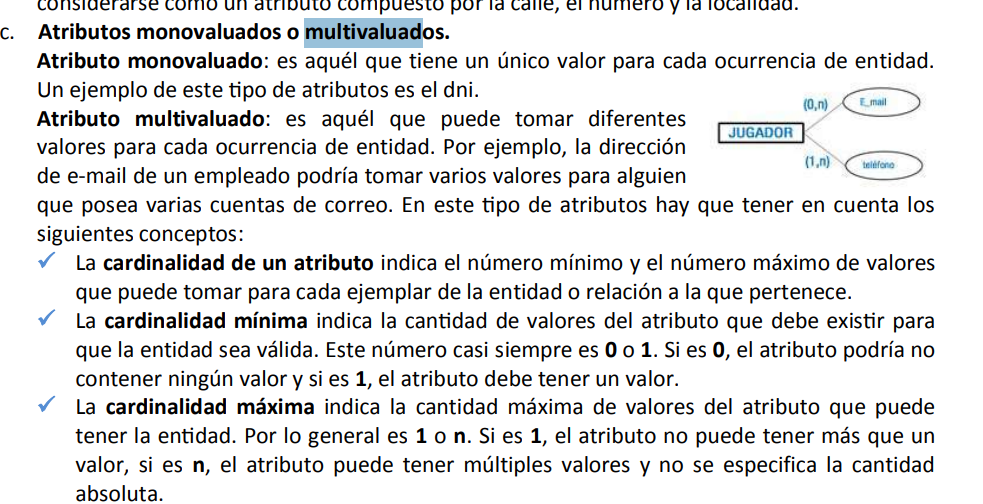 considerarse como un atributo compuesto por la calle, el número y la localidad.
c. Atributos monovaluados o multivaluados.
Atributo monovaluado: es aquél que tiene un único valor para cada ocurrencia de entidad.
Un ejemplo de este tipo de atributos es el dni.
Atributo multivaluado: es aquél que puede tomar diferentes
valores para cada ocurrencia de entidad. Por ejemplo, la dirección
de e-mail de un empleado podría tomar varios valores para alguien
que posea varias cuentas de correo. En este tipo de atributos hay que tener en cuenta los
siguientes conceptos:
(0,n)
E_mail
JUGADOR
(1,n)
teléfono
✓ La cardinalidad de un atributo indica el número mínimo y el número máximo de valores
que puede tomar para cada ejemplar de la entidad o relación a la que pertenece.
✓ La cardinalidad mínima indica la cantidad de valores del atributo que debe existir para
que la entidad sea válida. Este número casi siempre es 0 o 1. Si es 0, el atributo podría no
contener ningún valor y si es 1, el atributo debe tener un valor.
✓ La cardinalidad máxima indica la cantidad máxima de valores del atributo que puede
tener la entidad. Por lo general es 1 o n. Si es 1, el atributo no puede tener más que un
valor, si es n, el atributo puede tener múltiples valores y no se especifica la cantidad
absoluta.